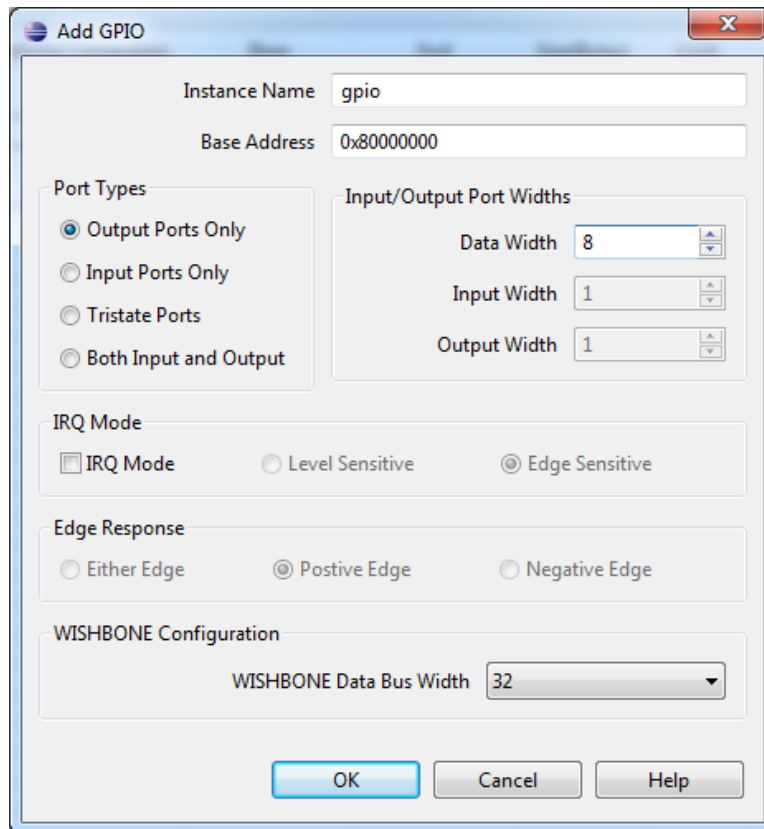 Add GPIO
Instance Name gpio
Base Address 0x80000000
Port Types
Output Ports Only
Input Ports Only
Tristate Ports
Both Input and Output
Input/Output Port Widths
Data Width 8
Input Width 1
Output Width 1
IRQ Mode
IRQ Mode Level Sensitive Edge Sensitive
Edge Response
Either Edge Postive Edge Negative Edge
WISHBONE Configuration
WISHBONE Data Bus Width 32
OK Cancel Help